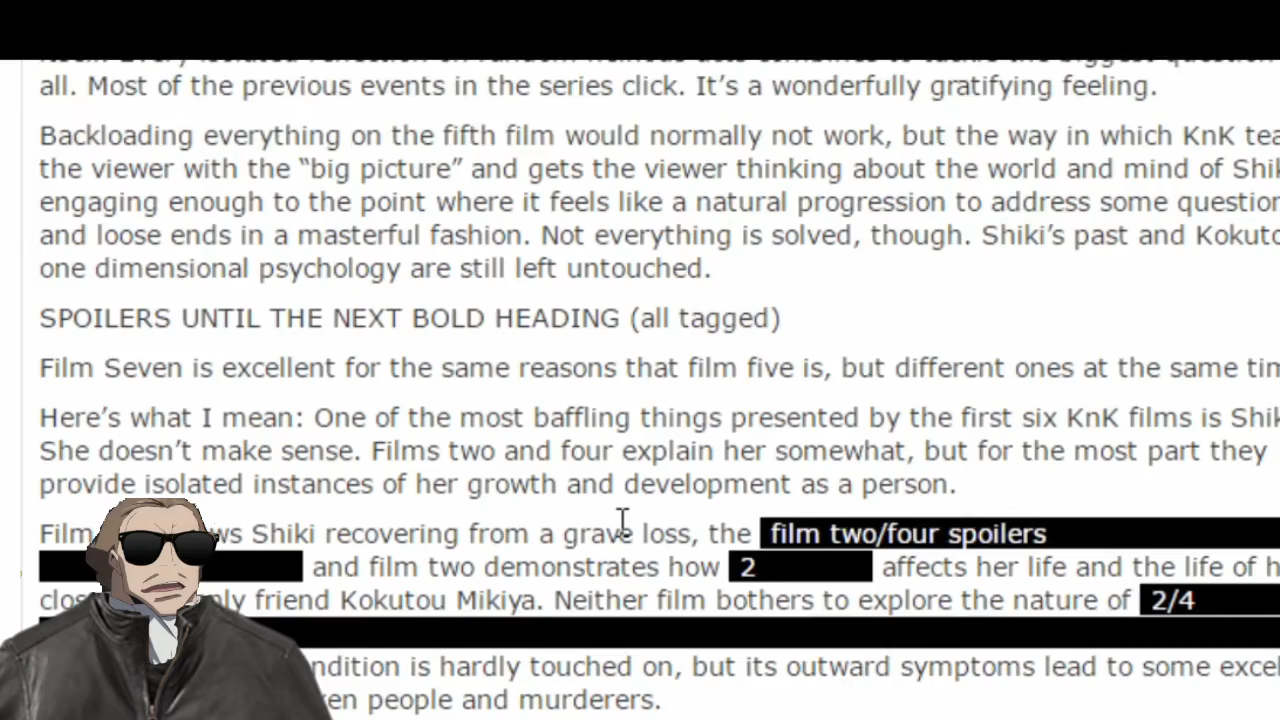 all. Most of the previous events in the series click. It’s a wonderfully gratifying feeling.
Backloading everything on the fifth film would normally not work, but the way in which KnK tea
the viewer with the “big picture” and gets the viewer thinking about the world and mind of Shik
engaging enough to the point where it feels like a natural progression to address some question
and loose ends in a masterful fashion. Not everything is solved, though. Shiki’s past and Kokuto
one dimensional psychology are still left untouched.
SPOILERS UNTIL THE NEXT BOLD HEADING (all tagged)
Film Seven is excellent for the same reasons that film five is, but different ones at the same tim
Here’s what I mean: One of the most baffling things presented by the first six KnK films is Shik
She doesn’t make sense. Films two and four explain her somewhat, but for the most part they
provide isolated instances of her growth and development as a person.
Film ws Shiki recovering from a grave loss, the film two/four spoilers
and film two demonstrates how 2 affects her life and the life of h
clos nly friend Kokutou Mikiya. Neither film bothers to explore the nature of 2/4
ndition is hardly touched on, but its outward symptoms lead to some excel
en people and murderers.